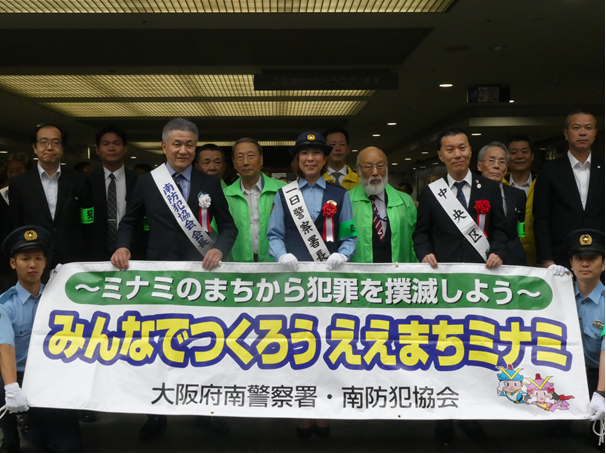 南防犯協会会長
一日警察署長
中央区
～ミナミのまちから犯罪を撲滅しよう～
みんなでつくろう ええまちミナミ
大阪府南警察署・南防犯協会